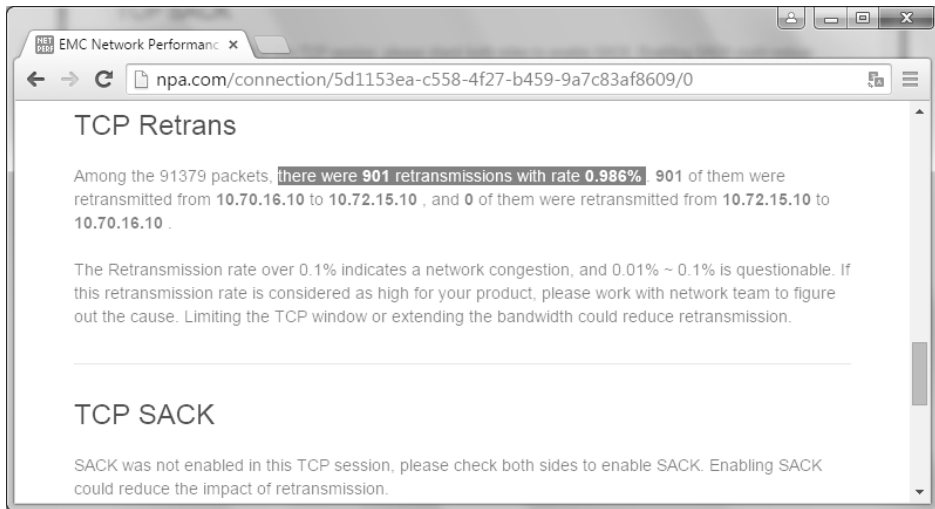 NET
PERF
EMC Network Performanc
npa.com/connection/5d1153ea-c558-4f27-b459-9a7c83af8609/0
TCP Retrans
Among the 91379 packets, there were 901 retransmissions with rate 0.986% . 901 of them were
retransmitted from 10.70.16.10 to 10.72.15.10 , and 0 of them were retransmitted from 10.72.15.10 to
10.70.16.10 .
The Retransmission rate over 0.1% indicates a network congestion, and 0.01% ~ 0.1% is questionable. If
this retransmission rate is considered as high for your product, please work with network team to figure
out the cause. Limiting the TCP window or extending the bandwidth could reduce retransmission.
TCP SACK
SACK was not enabled in this TCP session, please check both sides to enable SACK. Enabling SACK
could reduce the impact of retransmission.